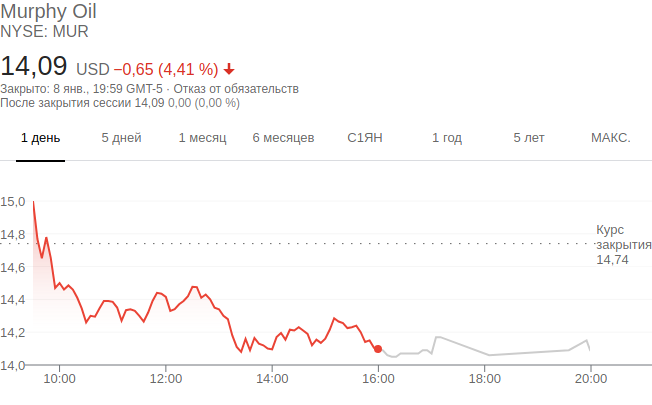 Murphy Oil
NYSE: MUR
14,09 USD −0,65 (4,41 %)
Закрыто: 8 янв., 19:59 GMT-5 · Отказ от обязательств
После закрытия сессии 14,09 0,00 (0,00 %)
1 день 5 дней 1 месяц 6 месяцев С1ЯН 1 год 5 лет МАКС.
15,0
14,8
14,6
14,4
14,2
14,0
Курс
закрытия
14,74
10:00 12:00 14:00 16:00 18:00 20:00